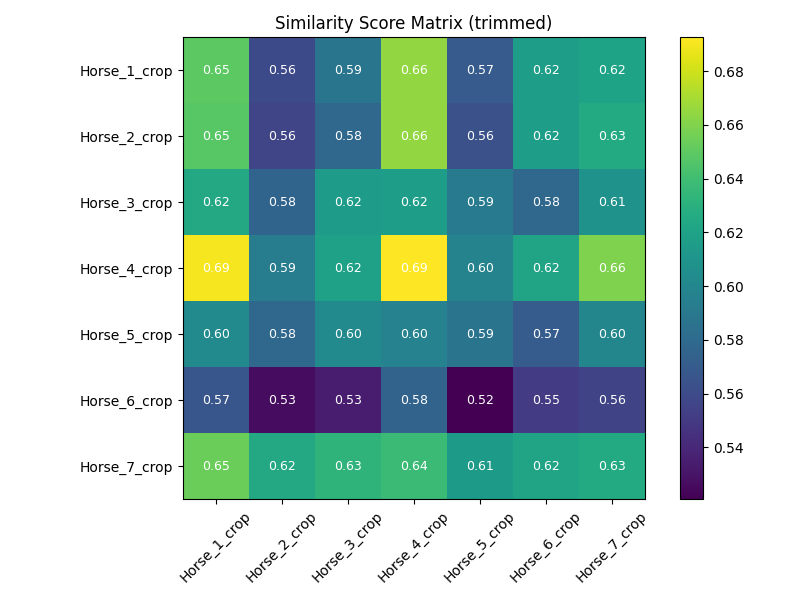 Similarity Score Matrix (trimmed)
Horse_1_crop 0.65 0.56 0.59 0.66 0.57 0.62 0.62
Horse_2_crop 0.65 0.56 0.58 0.66 0.56 0.62 0.63
Horse_3_crop 0.62 0.58 0.62 0.62 0.59 0.58 0.61
Horse_4_crop 0.69 0.59 0.62 0.69 0.60 0.62 0.66
Horse_5_crop 0.60 0.58 0.60 0.60 0.59 0.57 0.60
Horse_6_crop 0.57 0.53 0.53 0.58 0.52 0.55 0.56
Horse_7_crop 0.65 0.62 0.63 0.64 0.61 0.62 0.63
Horse_1_crop Horse_2_crop Horse_3_crop Horse_4_crop Horse_5_crop Horse_6_crop Horse_7_crop
0.68
0.66
0.64
0.62
0.60
0.58
0.56
0.54